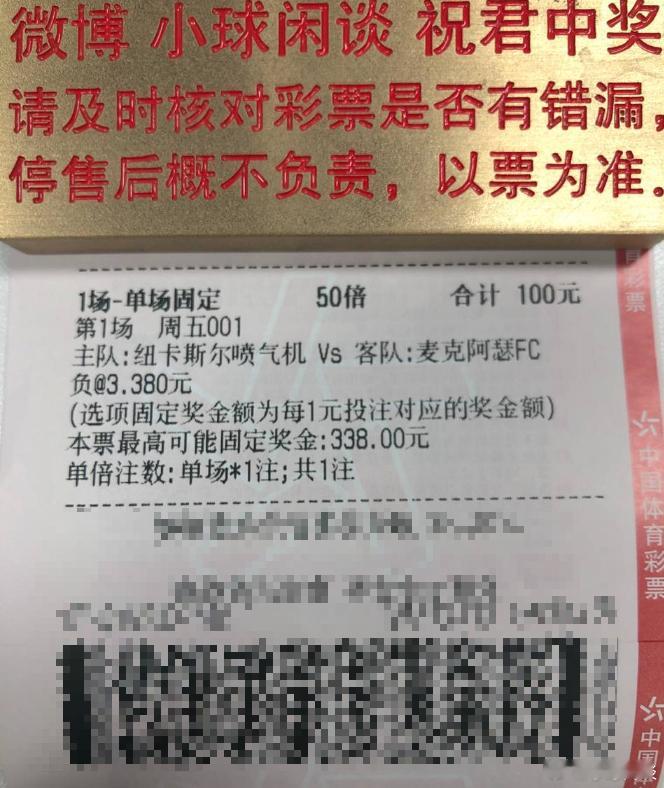 微博 小球闲谈 祝君中奖
请及时核对彩票是否有错漏，
停售后概不负责，以票为准。
1场-单场固定 50倍 合计 100元
第1场 周五001
主队:纽卡斯尔喷气机 Vs 客队:麦克阿瑟FC
负@3.380元
(选项固定奖金额为每1元投注对应的奖金额)
本票最高可能固定奖金:338.00元
单倍注数:单场*1注;共1注
育彩票
中国体育彩票
中国体